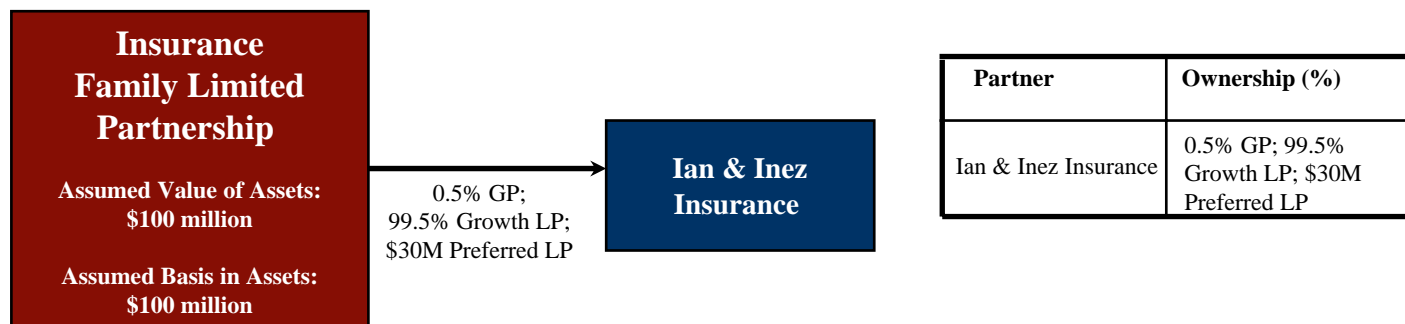 Insurance
Family Limited
Partnership
Assumed Value of Assets:
$100 million
Assumed Basis in Assets:
$100 million
0.5% GP;
99.5% Growth LP;
$30M Preferred LP
Ian & Inez
Insurance
Partner
Ownership (%)
Ian & Inez Insurance
0.5% GP; 99.5%
Growth LP; $30M
Preferred LP